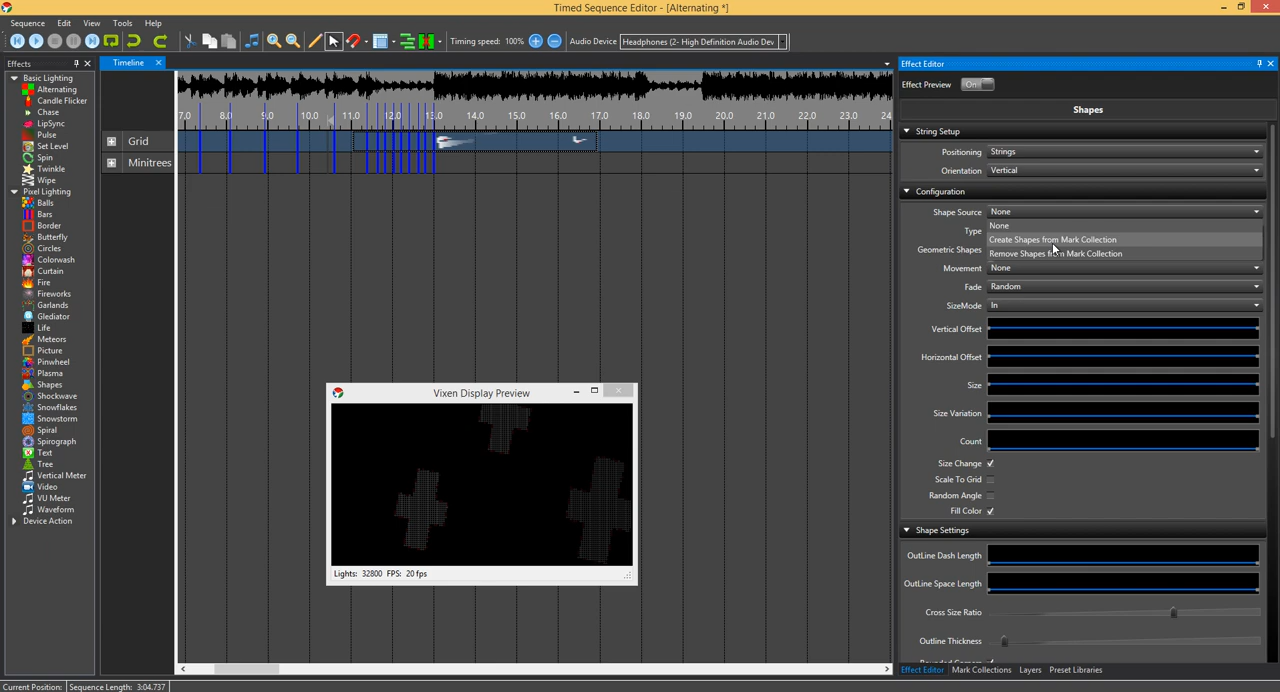 Timed Sequence Editor - [Alternating *]
Sequence Edit View Tools Help
Timing speed: 100% Audio Device Headphones (2- High Definition Audio Dev
Effects
Timeline
Effect Editor
Basic Lighting
Alternating
Candle Flicker
Chase
LipSync
Pulse
Set Level
Spin
Twinkle
Wipe
Pixel Lighting
Balls
Bars
Border
Butterfly
Circles
Colorwash
Curtain
Fire
Fireworks
Garlands
Glediator
Life
Meteors
Picture
Pinwheel
Plasma
Shapes
Shockwave
Snowflakes
Snowstorm
Spiral
Spirograph
Text
Tree
Vertical Meter
Video
VU Meter
Waveform
Device Action
7.0 8.0 9.0 10.0 11.0 12.0 13.0 14.0 15.0 16.0 17.0 18.0 19.0 20.0 21.0 22.0 23.0 24
Grid
Minitrees
Vixen Display Preview
Lights: 32800 FPS: 20 fps
Effect Preview On
Shapes
String Setup
Positioning Strings
Orientation Vertical
Configuration
Shape Source None
None
Type
Create Shapes from Mark Collection
Geometric Shapes
Remove Shapes from Mark Collection
Movement None
Fade Random
SizeMode In
Vertical Offset
Horizontal Offset
Size
Size Variation
Count
Size Change
Scale To Grid
Random Angle
Fill Color
Shape Settings
OutLine Dash Length
OutLine Space Length
Cross Size Ratio
Outline Thickness
Effect Editor Mark Collections Layers Preset Libraries
Current Position: Sequence Length: 3:04.737